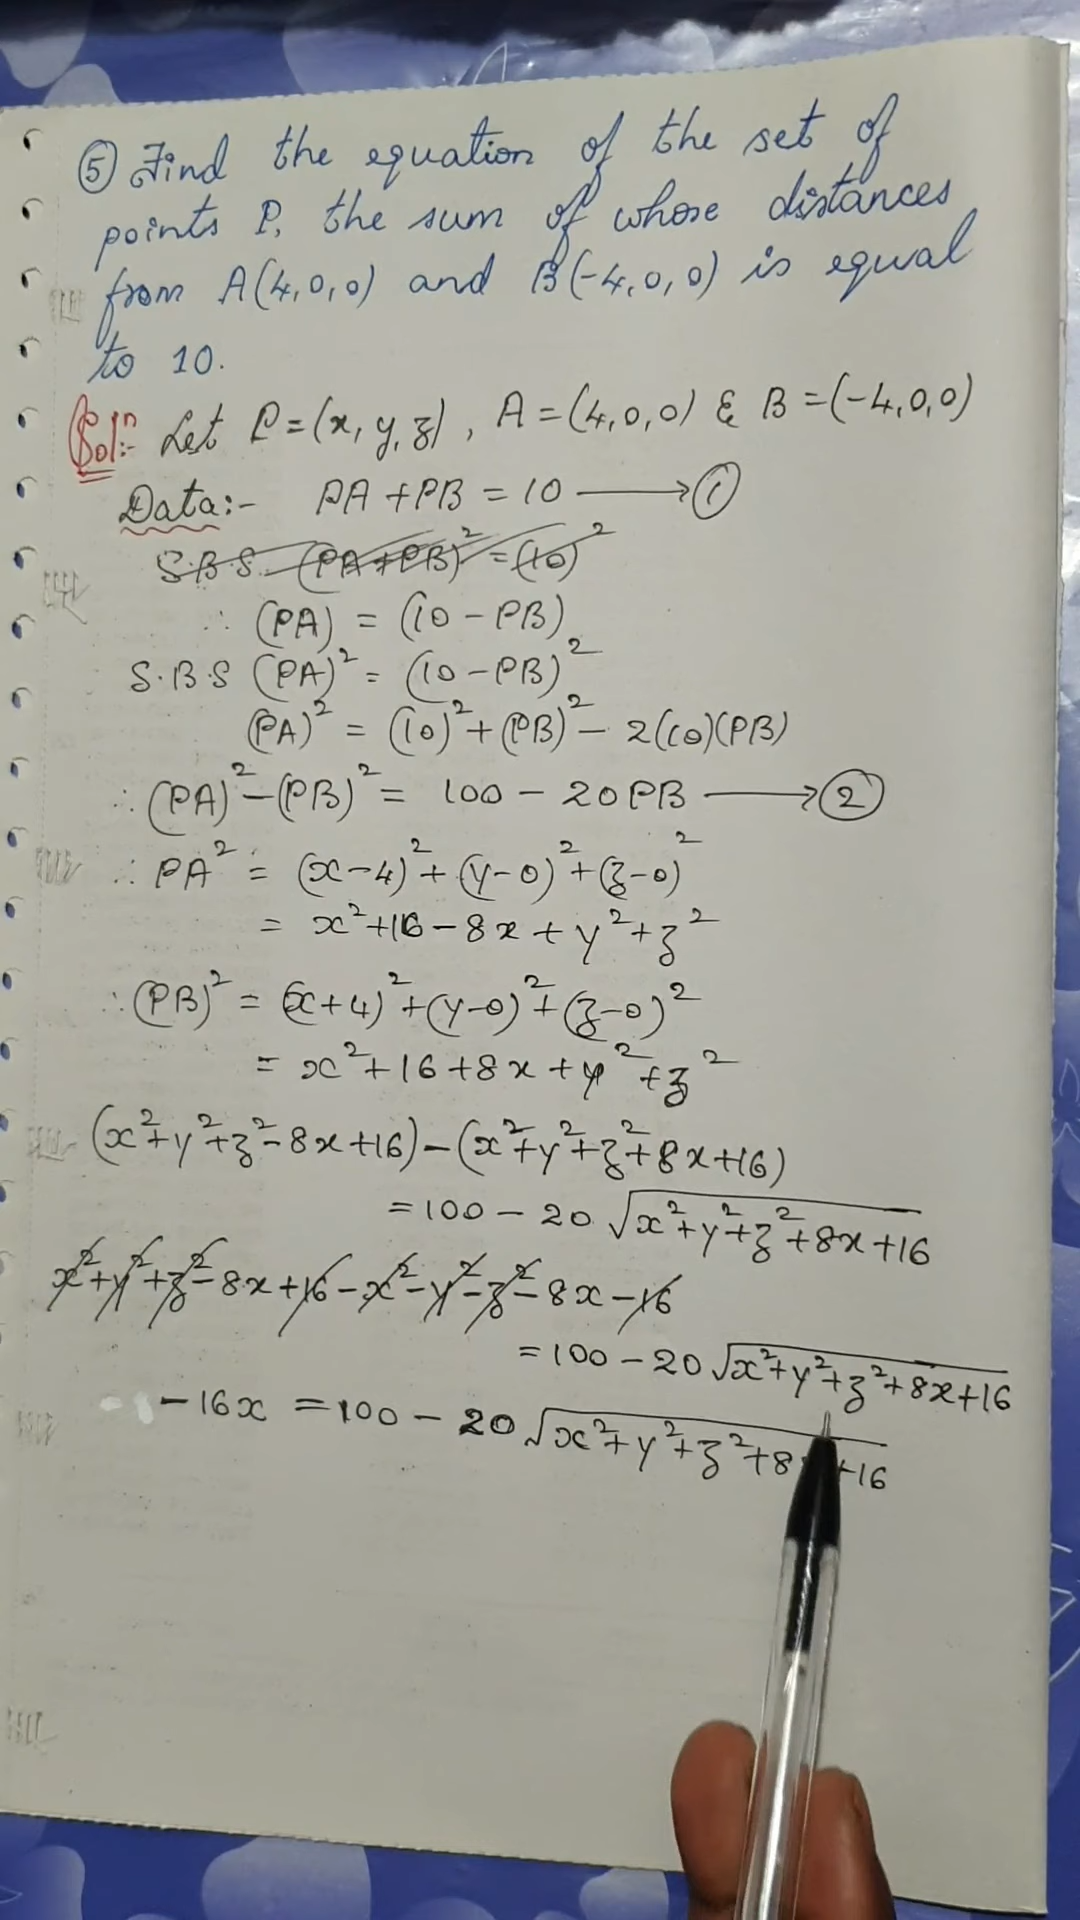 ⑤ Find the equation of the set of
points P, the sum of whose distances
from A(4,0,0) and B(-4,0,0) is equal
to 10.
Solⁿ:- Let P=(x, y, z), A=(4,0,0) & B=(-4,0,0)
Data:- PA+PB = 10 ⟶ ①
S.B.S. (PA+PB)² = (10)²
∴ (PA) = (10-PB)
S.B.S (PA)² = (10-PB)²
(PA)² = (10)²+(PB)²- 2(10)(PB)
∴ (PA)²-(PB)² = 100 - 20PB ⟶ ②
∴ PA² = (x-4)²+(y-0)²+(z-0)²
= x²+16-8x+y²+z²
∴ (PB)² = (x+4)²+(y-0)²+(z-0)²
= x²+16+8x+y²+z²
(x²+y²+z²-8x+16)-(x²+y²+z²+8x+16)
=100-20√x²+y²+z²+8x+16
x²+y²+z²-8x+16-x²-y²-z²-8x-16
=100-20√x²+y²+z²+8x+16
-16x =100-20√x²+y²+z²+8 +16